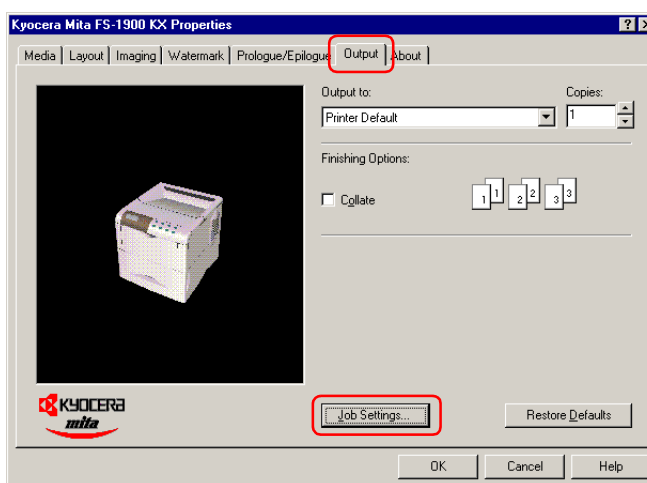 Kyocera Mita FS-1900 KX Properties
Media Layout Imaging Watermark Prologue/Epilogue Output About
Output to: Copies:
Printer Default 1
Finishing Options:
Collate 1 1 2 2 3 3
KYOCERA
mita
Job Settings... Restore Defaults
OK Cancel Help